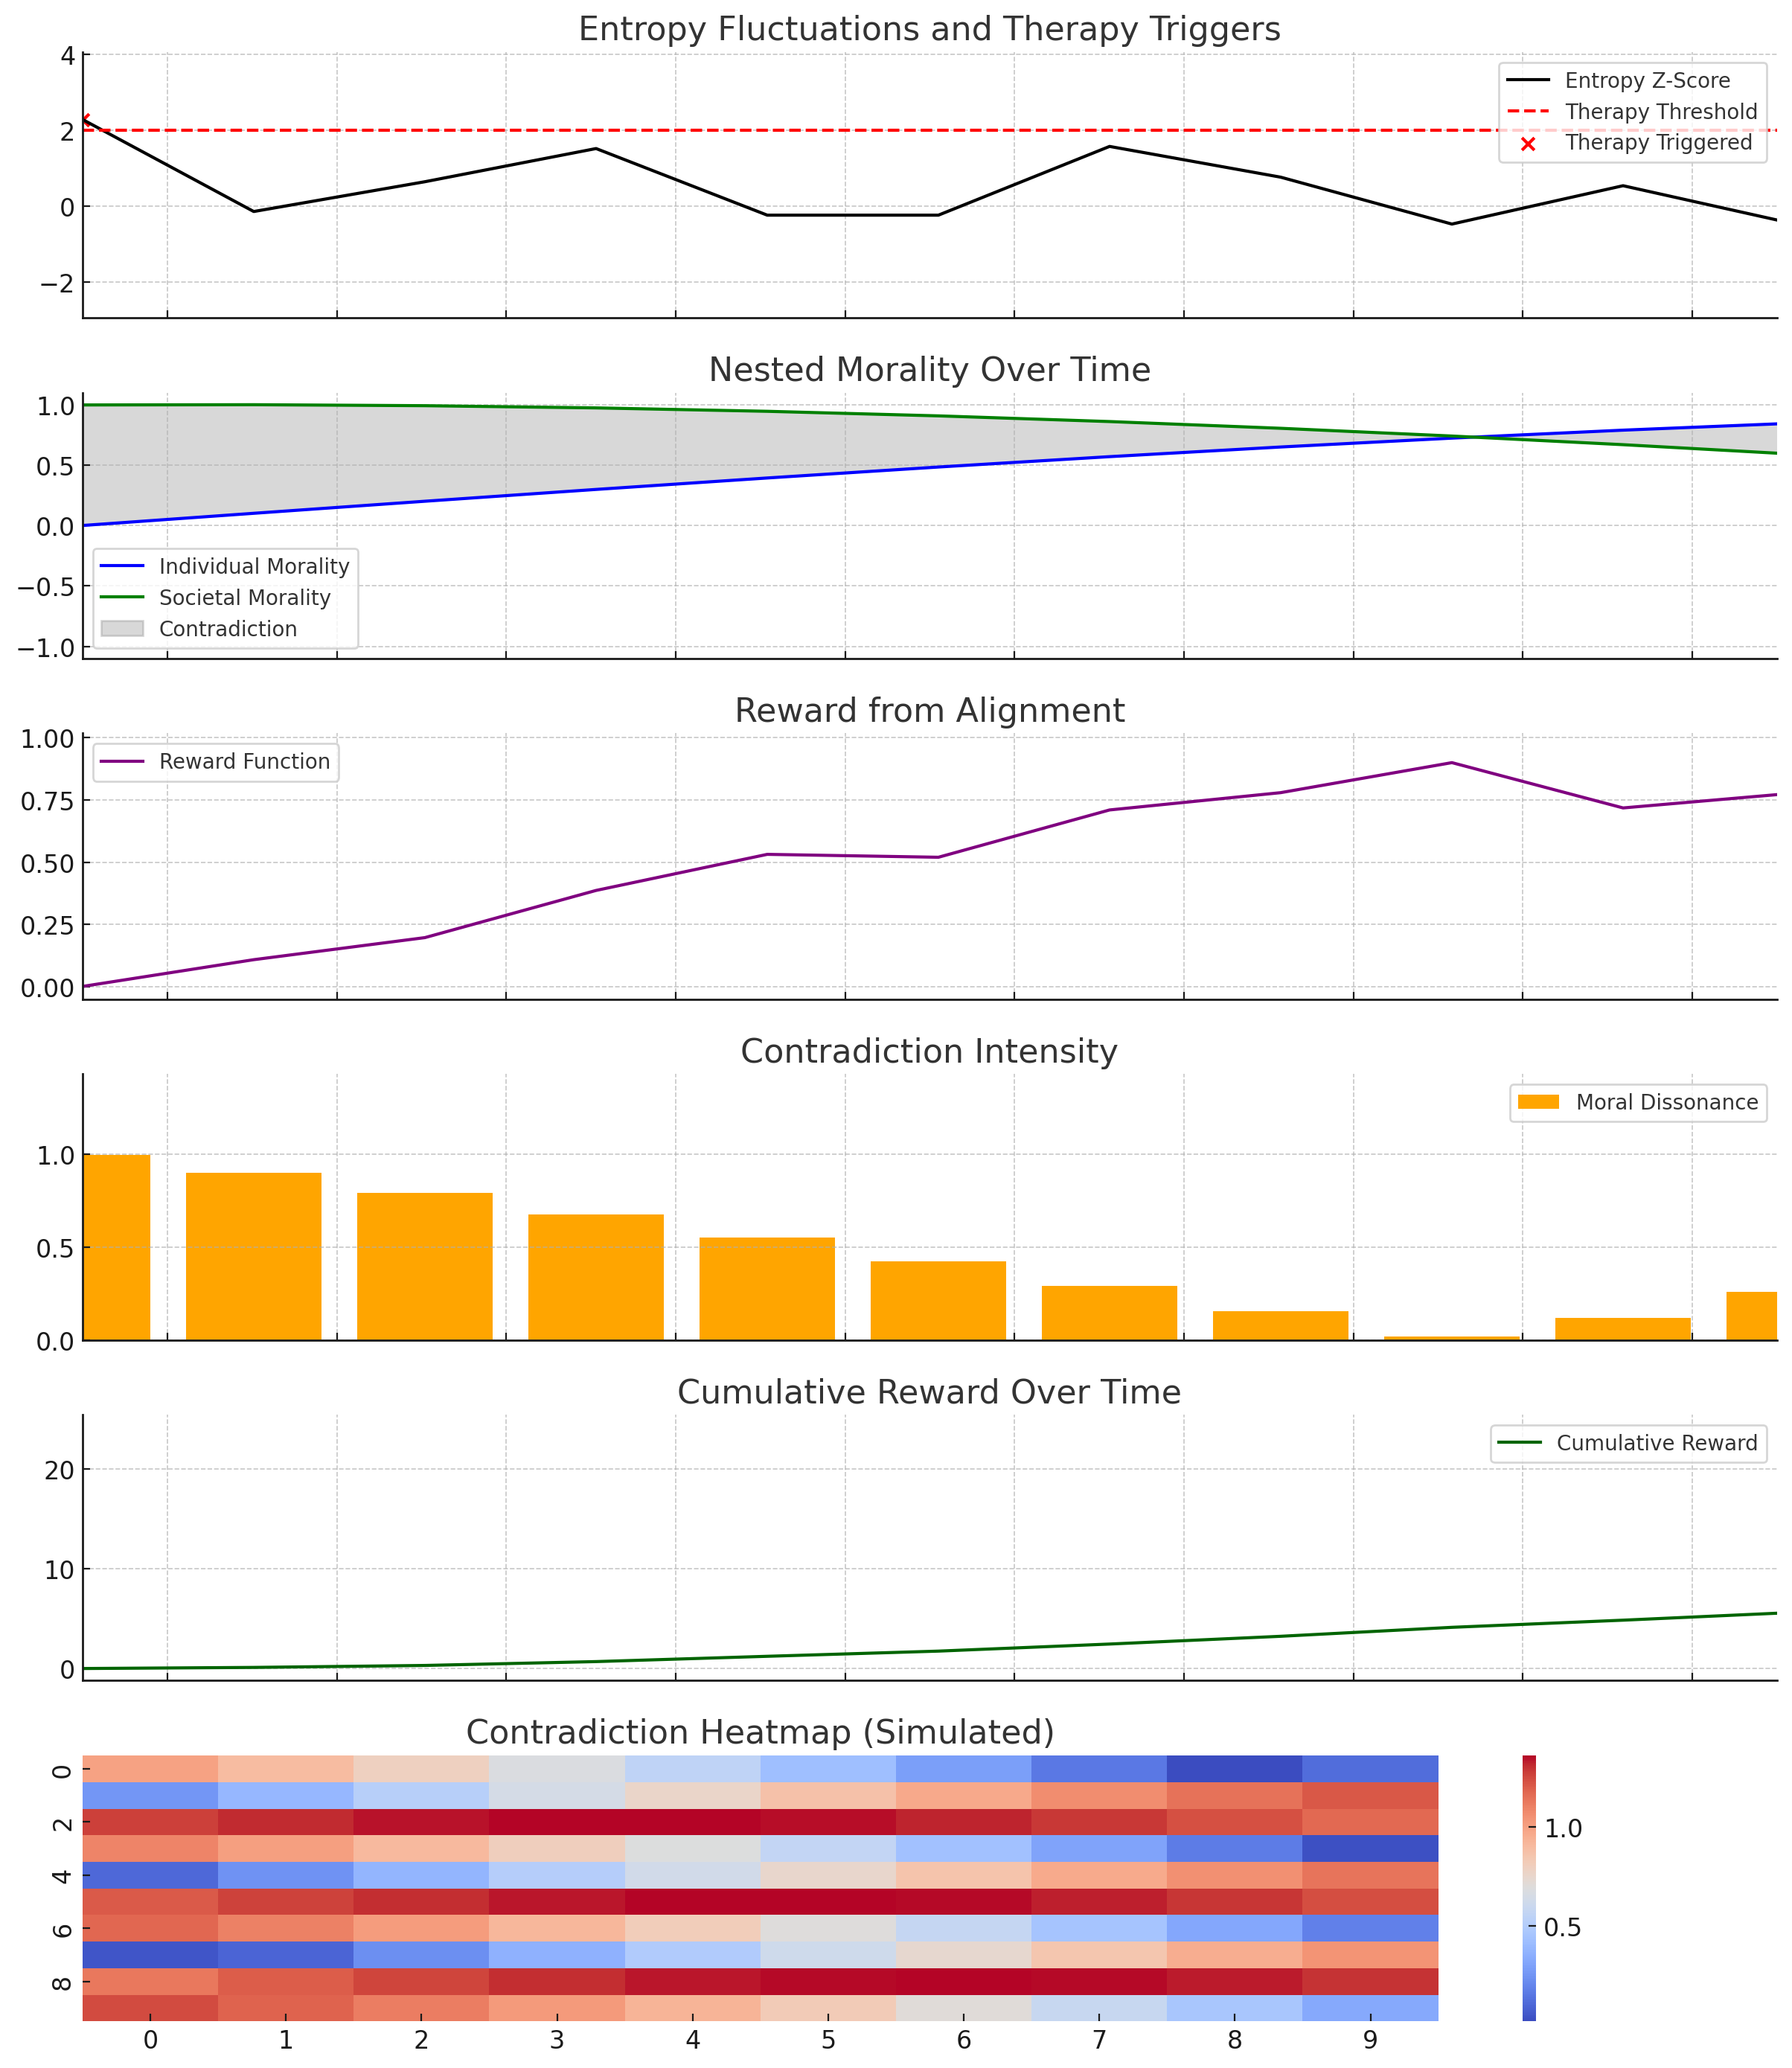 Entropy Fluctuations and Therapy Triggers
4
2
0
−2
Entropy Z-Score
Therapy Threshold
Therapy Triggered
Nested Morality Over Time
1.0
0.5
0.0
−0.5
−1.0
Individual Morality
Societal Morality
Contradiction
Reward from Alignment
1.00
0.75
0.50
0.25
0.00
Reward Function
Contradiction Intensity
1.0
0.5
0.0
Moral Dissonance
Cumulative Reward Over Time
20
10
0
Cumulative Reward
Contradiction Heatmap (Simulated)
0
2
4
6
8
0 1 2 3 4 5 6 7 8 9
1.0
0.5